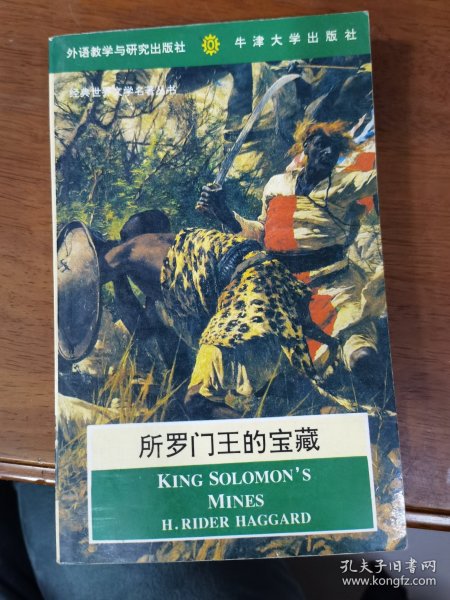 外语教学与研究出版社 牛津大学出版社
经典世界文学名著丛书
所罗门王的宝藏
KING SOLOMON'S
MINES
H. RIDER HAGGARD
孔夫子旧书网
www.kongfz.com